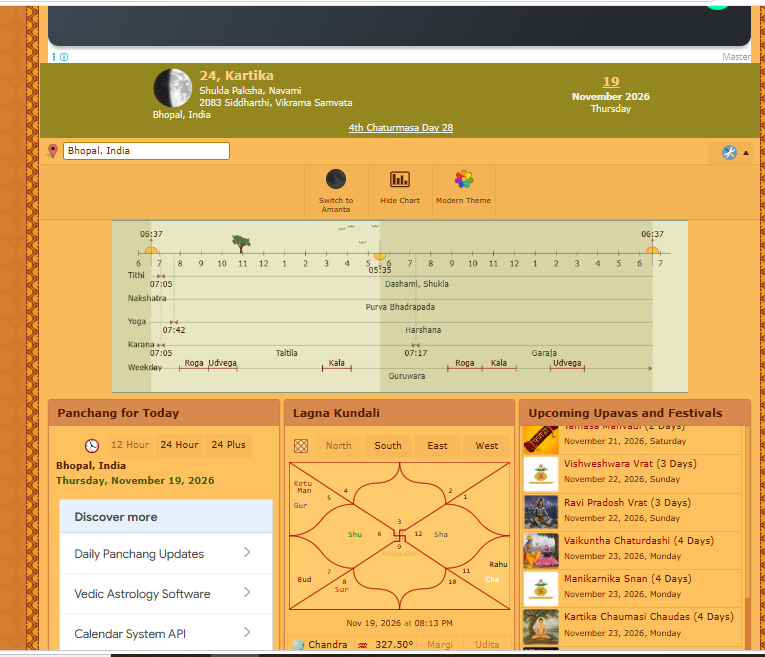 Master
24, Kartika
Shukla Paksha, Navami
2083 Siddharthi, Vikrama Samvata
Bhopal, India
19
November 2026
Thursday
4th Chaturmasa Day 28
Bhopal, India
Switch to
Amanta
Hide Chart
Modern Theme
06:37 06:37
6 7 8 9 10 11 12 1 2 3 4 5 6 7 8 9 10 11 12 1 2 3 4 5 6 7
05:35
Tithi
07:05 Dashami, Shukla
Nakshatra
Purva Bhadrapada
Yoga
07:42 Harshana
Karana
07:05 Taitila 07:17 Garaja
Weekday Roga Udvega Kala Roga Kala Udvega
Guruwara
Panchang for Today
12 Hour 24 Hour 24 Plus
Bhopal, India
Thursday, November 19, 2026
Discover more
Daily Panchang Updates
Vedic Astrology Software
Calendar System API
Lagna Kundali
North South East West
Ketu
Man
Gur
5 4 2 1
3
Shu 6 12 Sha
9
7 8 10 11
Bud
Sur
Rahu
Cha
Nov 19, 2026 at 08:13 PM
Chandra 327.50° Margi Udita
Upcoming Upavas and Festivals
Tamasa Manvadi (2 Days)
November 21, 2026, Saturday
Vishweshwara Vrat (3 Days)
November 22, 2026, Sunday
Ravi Pradosh Vrat (3 Days)
November 22, 2026, Sunday
Vaikuntha Chaturdashi (4 Days)
November 23, 2026, Monday
Manikarnika Snan (4 Days)
November 23, 2026, Monday
Kartika Chaumasi Chaudas (4 Days)
November 23, 2026, Monday